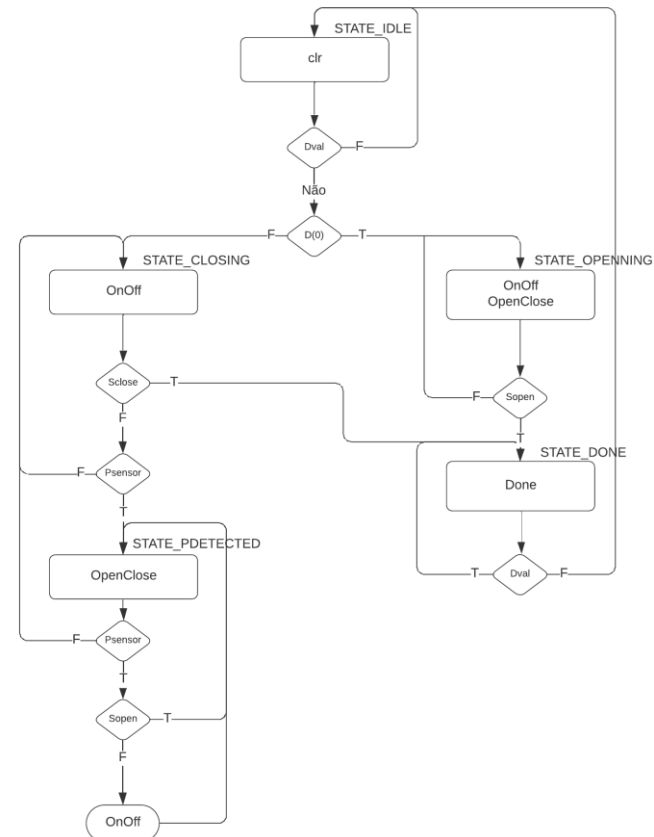 STATE_IDLE
clr
Dval
F
Não
F
D(0)
T
STATE_CLOSING
STATE_OPENNING
OnOff
OnOff
OpenClose
Sclose
T
F
Sopen
F
T
STATE_DONE
F
Psensor
Done
T
STATE_PDETECTED
OpenClose
T
Dval
F
F
Psensor
T
Sopen
T
F
OnOff